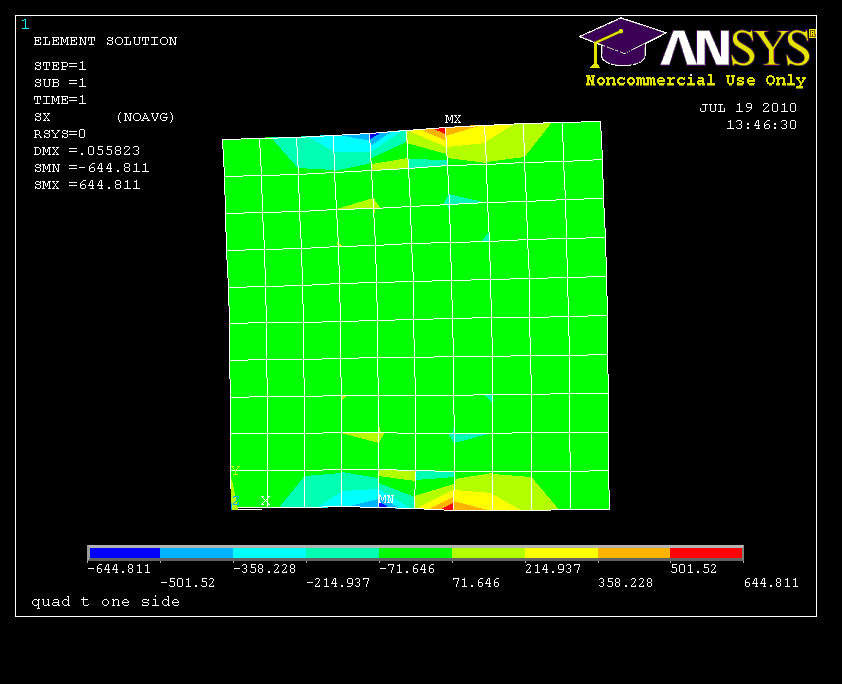 1
ELEMENT SOLUTION
STEP=1
SUB =1
TIME=1
SX (NOAVG)
RSYS=0
DMX =.055823
SMN =-644.811
SMX =644.811
ANSYS®
Noncommercial Use Only
JUL 19 2010
13:46:30
MX
Y
Z X
MN
-644.811 -358.228 -71.646 214.937 501.52
-501.52 -214.937 71.646 358.228 644.811
quad t one side